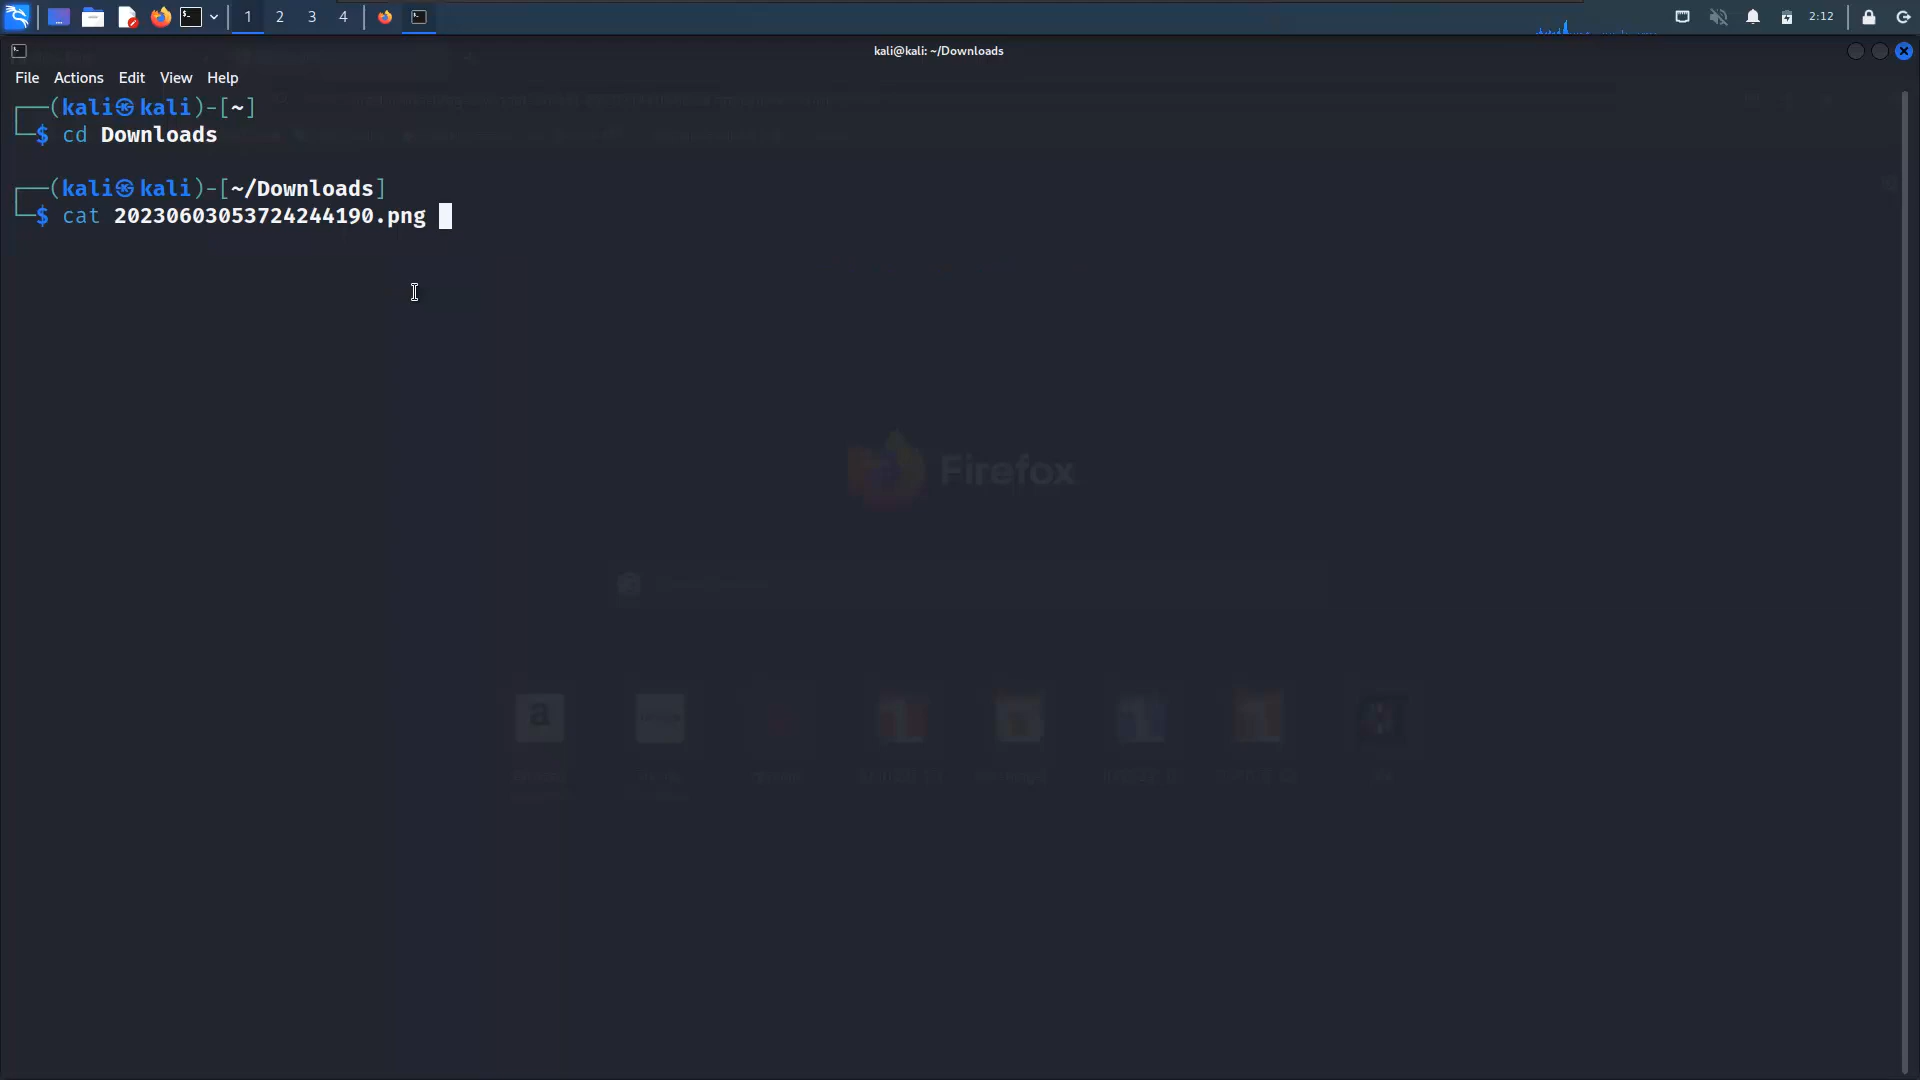 1 2 3 4
2:12
kali@kali: ~/Downloads
File Actions Edit View Help
┌──(kali㉿kali)-[~]
└─$ cd Downloads
┌──(kali㉿kali)-[~/Downloads]
└─$ cat 20230603053724244190.png
Firefox